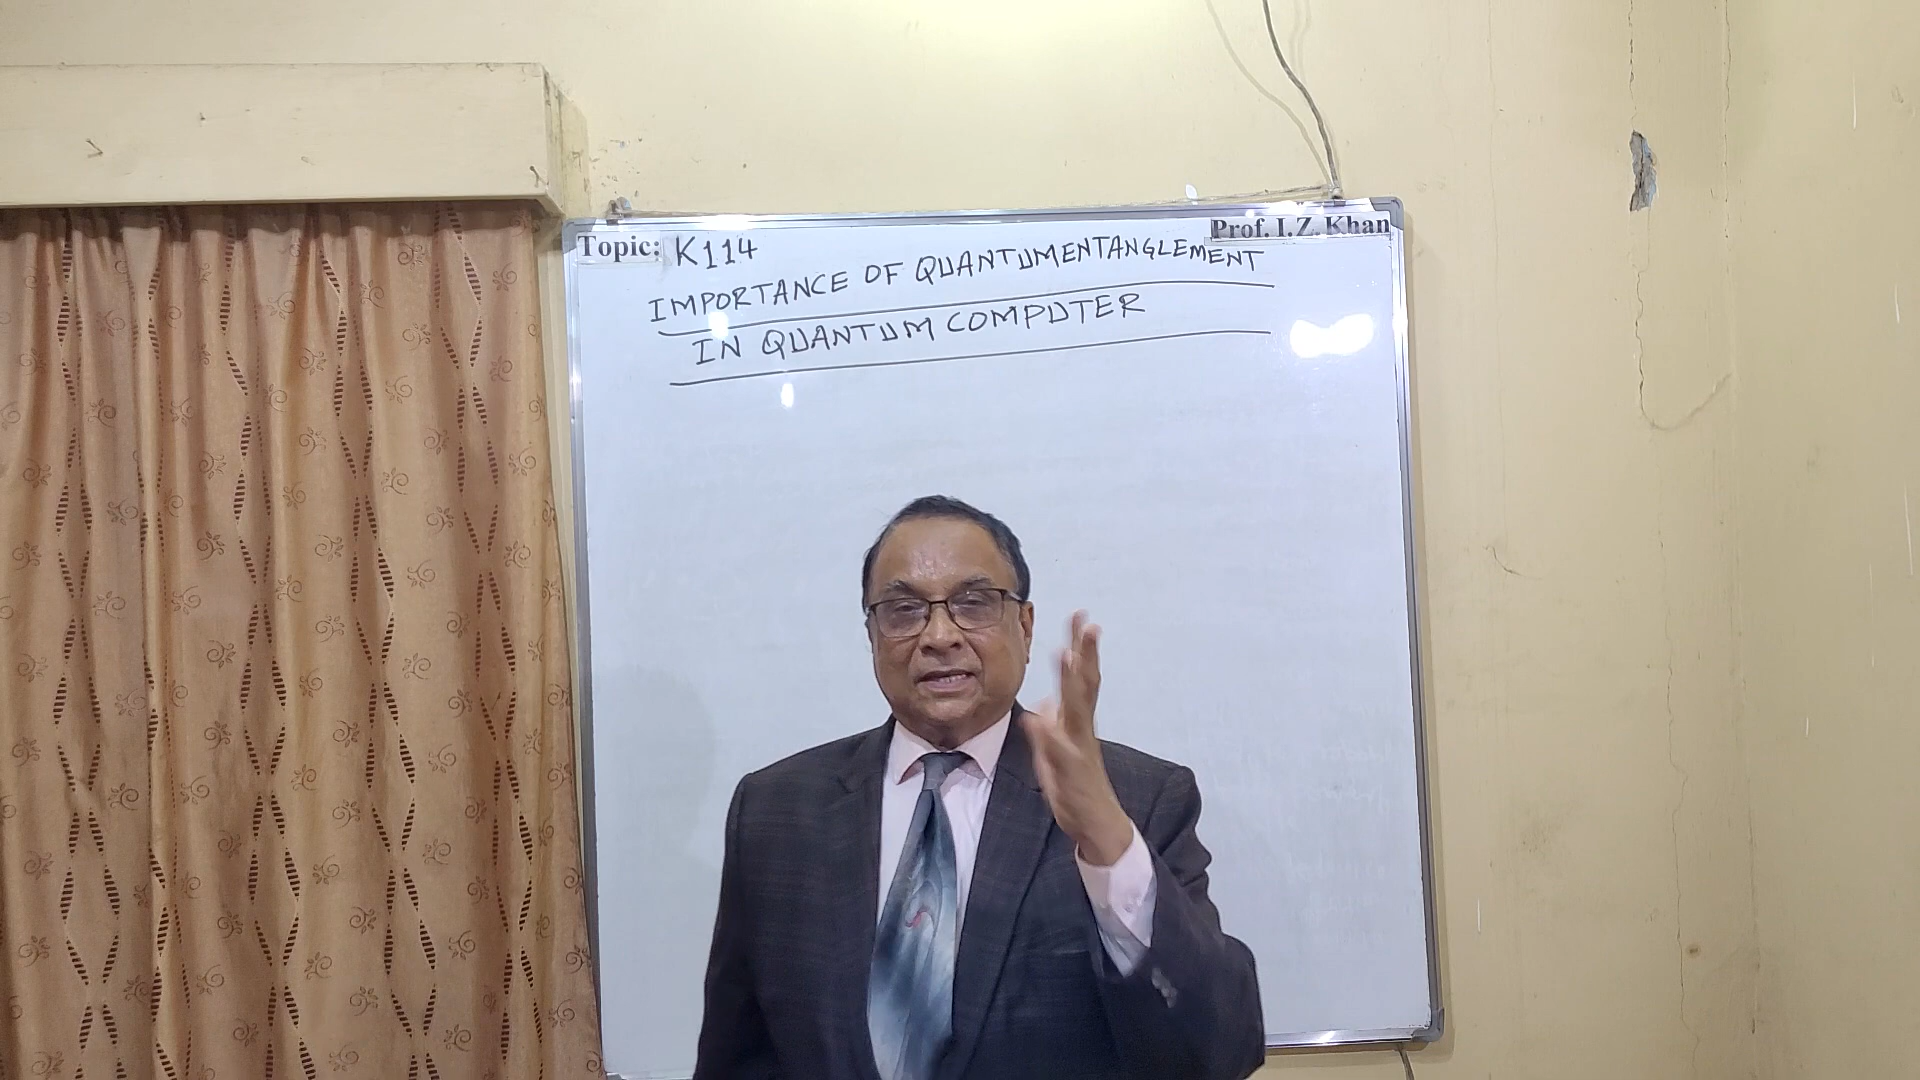 Topic: K114 Prof. I.Z. Khan
IMPORTANCE OF QUANTUMENTANGLEMENT
IN QUANTUM COMPUTER